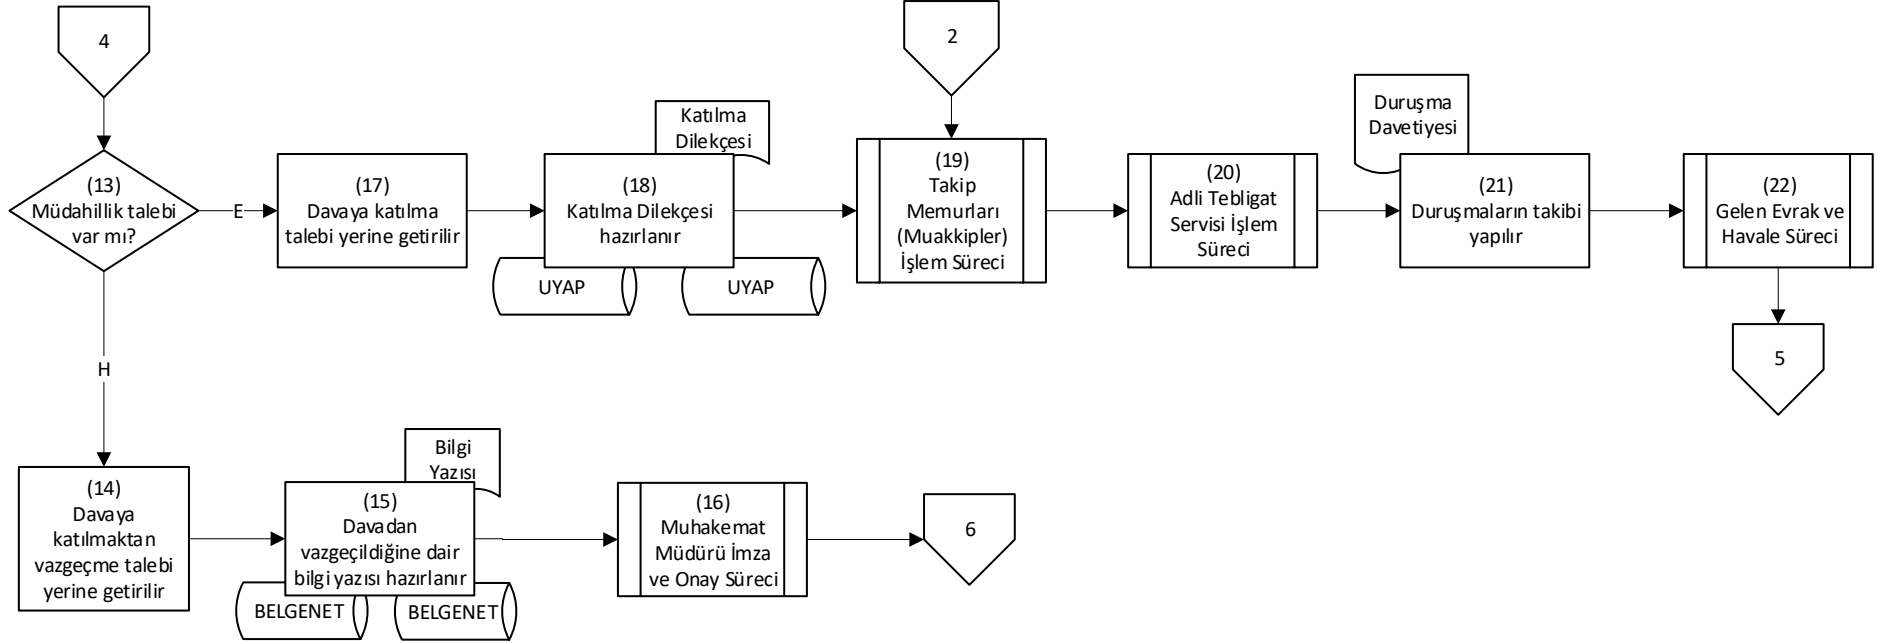 4
2
Katılma
Dilekçesi
Duruşma
Davetiyesi
(13)
Müdahillik talebi
var mı?
E
(17)
Davaya katılma
talebi yerine getirilir
(18)
Katılma Dilekçesi
hazırlanır
UYAP
UYAP
(19)
Takip
Memurları
(Muakkipler)
İşlem Süreci
(20)
Adli Tebligat
Servisi İşlem
Süreci
(21)
Duruşmaların takibi
yapılır
(22)
Gelen Evrak ve
Havale Süreci
5
H
(14)
Davaya
katılmaktan
vazgeçme talebi
yerine getirilir
Bilgi
Yazısı
(15)
Davadan
vazgeçildiğine dair
bilgi yazısı hazırlanır
BELGENET
BELGENET
(16)
Muhakemat
Müdürü İmza
ve Onay Süreci
6